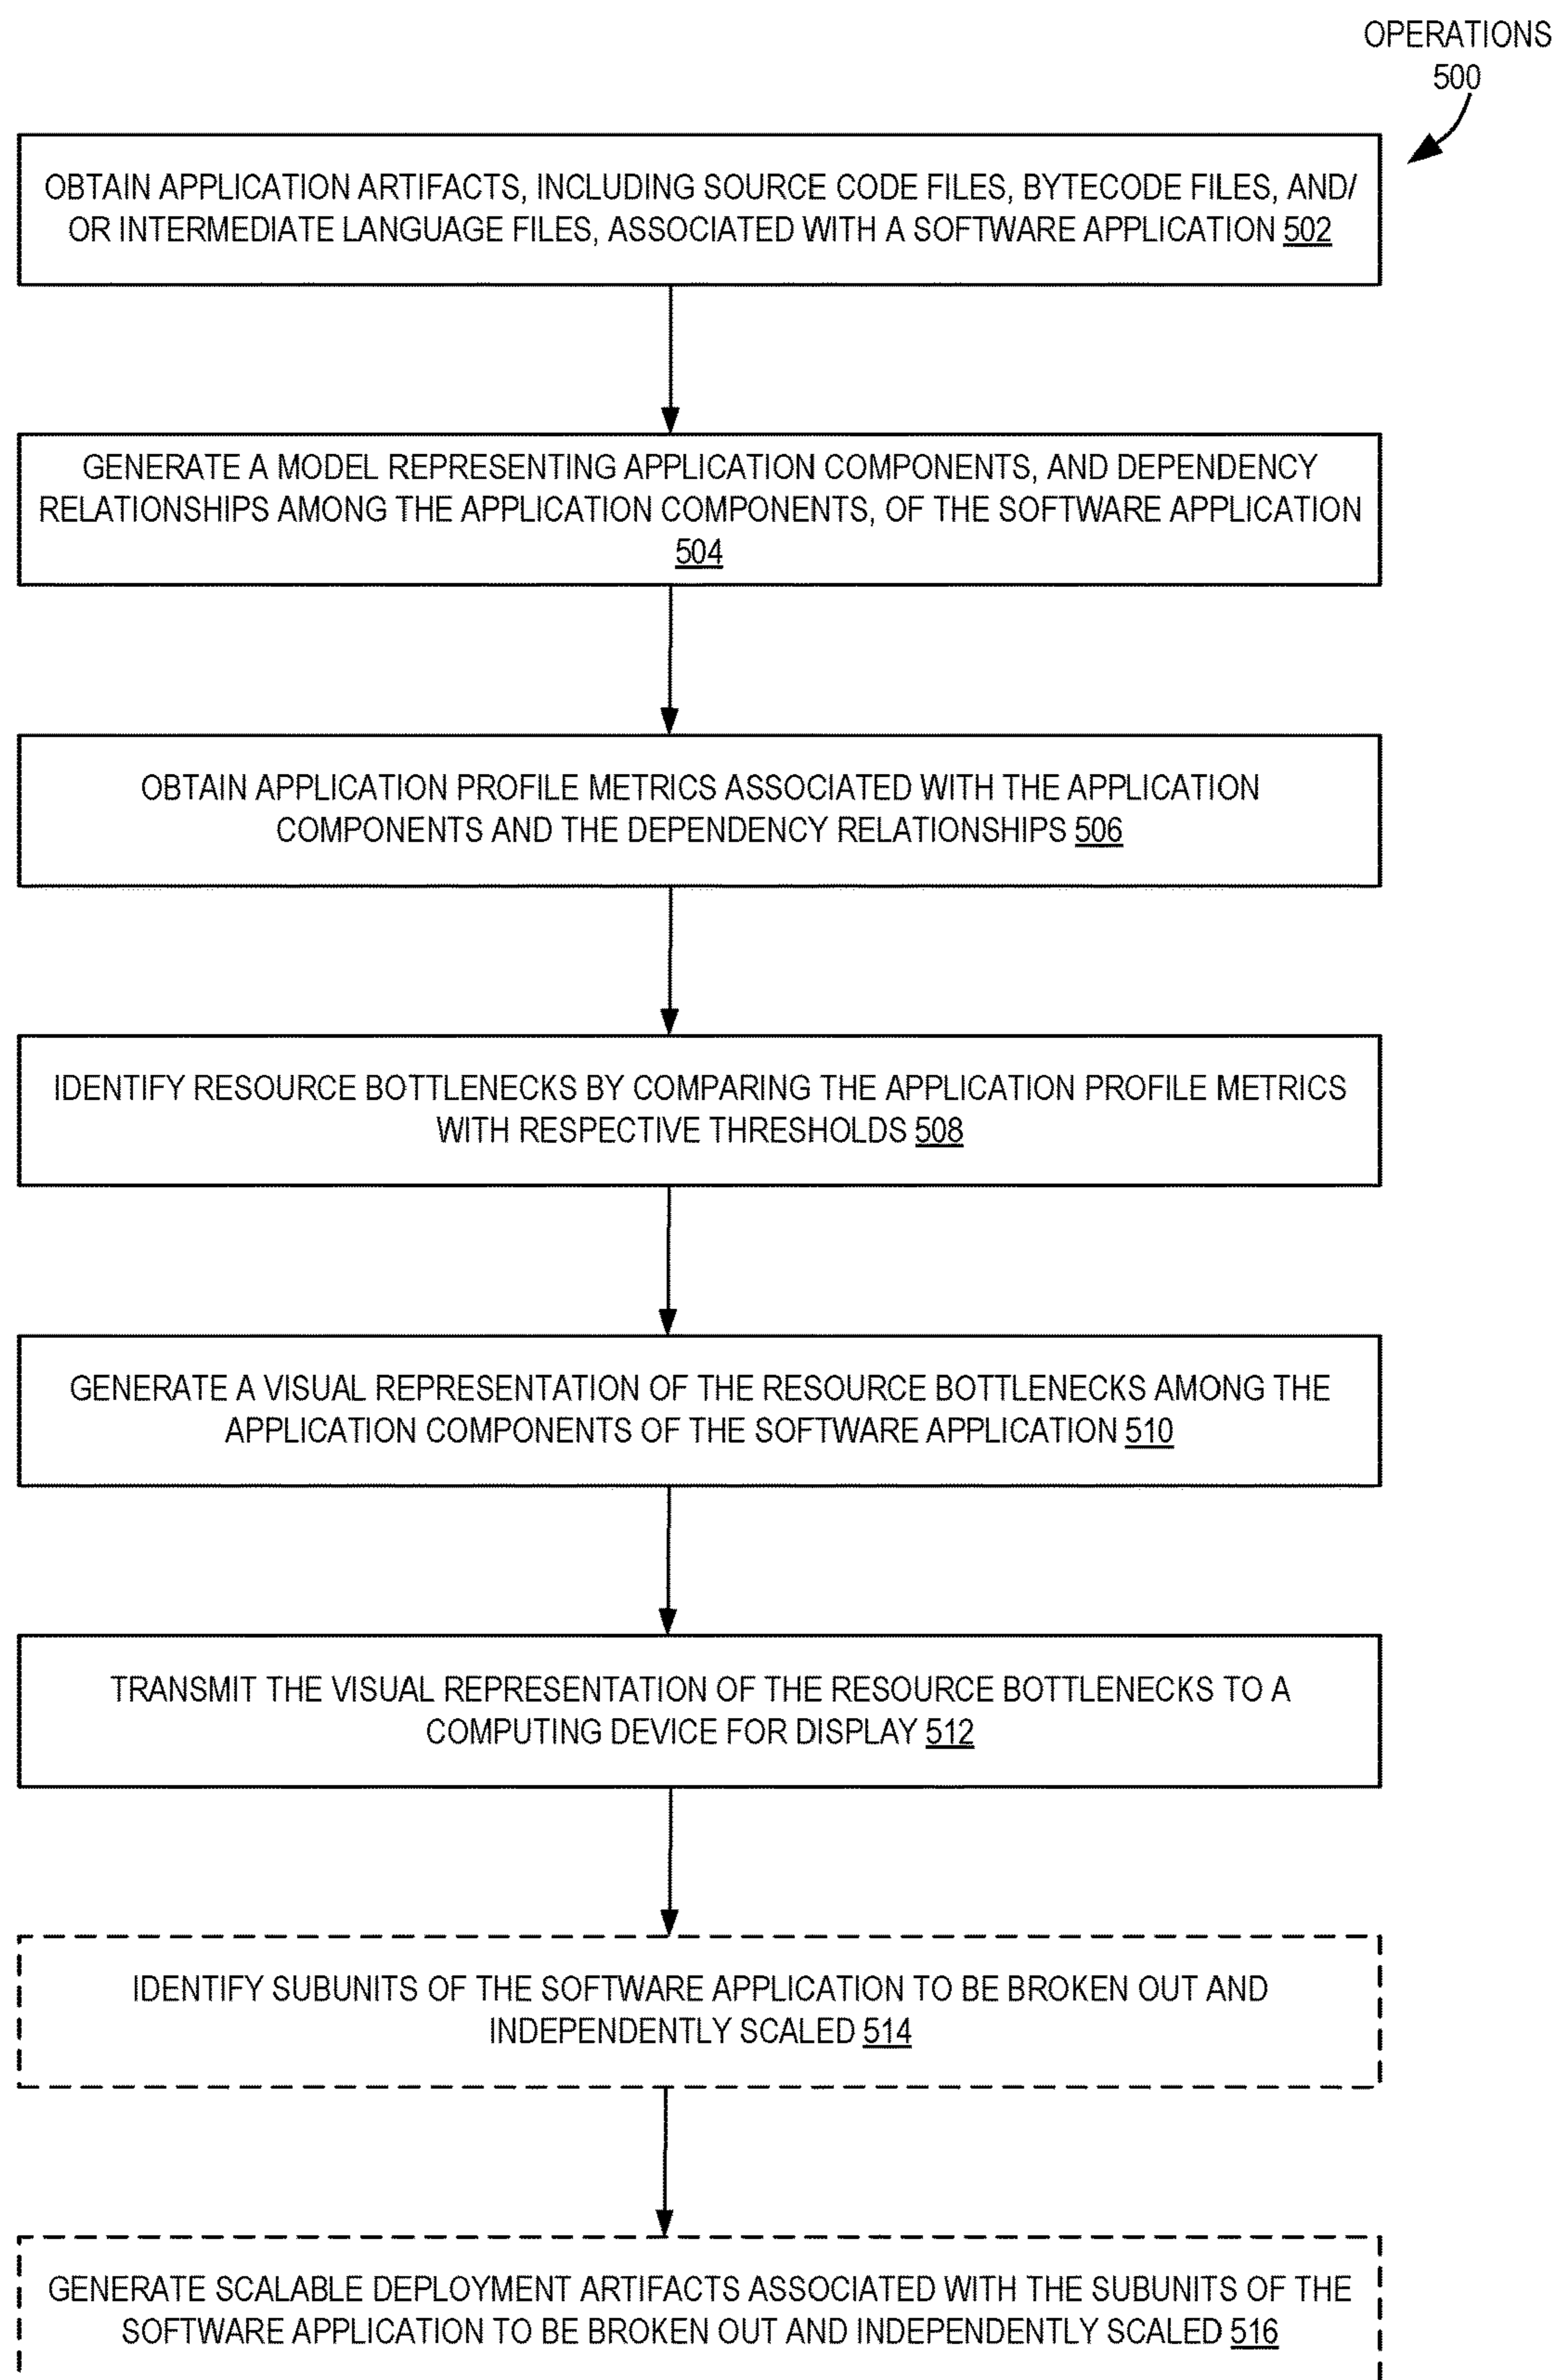 OPERATIONS
500
OBTAIN APPLICATION ARTIFACTS, INCLUDING SOURCE CODE FILES, BYTECODE FILES, AND/
OR INTERMEDIATE LANGUAGE FILES, ASSOCIATED WITH A SOFTWARE APPLICATION 502
GENERATE A MODEL REPRESENTING APPLICATION COMPONENTS, AND DEPENDENCY
RELATIONSHIPS AMONG THE APPLICATION COMPONENTS, OF THE SOFTWARE APPLICATION
504
OBTAIN APPLICATION PROFILE METRICS ASSOCIATED WITH THE APPLICATION
COMPONENTS AND THE DEPENDENCY RELATIONSHIPS 506
IDENTIFY RESOURCE BOTTLENECKS BY COMPARING THE APPLICATION PROFILE METRICS
WITH RESPECTIVE THRESHOLDS 508
GENERATE A VISUAL REPRESENTATION OF THE RESOURCE BOTTLENECKS AMONG THE
APPLICATION COMPONENTS OF THE SOFTWARE APPLICATION 510
TRANSMIT THE VISUAL REPRESENTATION OF THE RESOURCE BOTTLENECKS TO A
COMPUTING DEVICE FOR DISPLAY 512
IDENTIFY SUBUNITS OF THE SOFTWARE APPLICATION TO BE BROKEN OUT AND
INDEPENDENTLY SCALED 514
GENERATE SCALABLE DEPLOYMENT ARTIFACTS ASSOCIATED WITH THE SUBUNITS OF THE
SOFTWARE APPLICATION TO BE BROKEN OUT AND INDEPENDENTLY SCALED 516